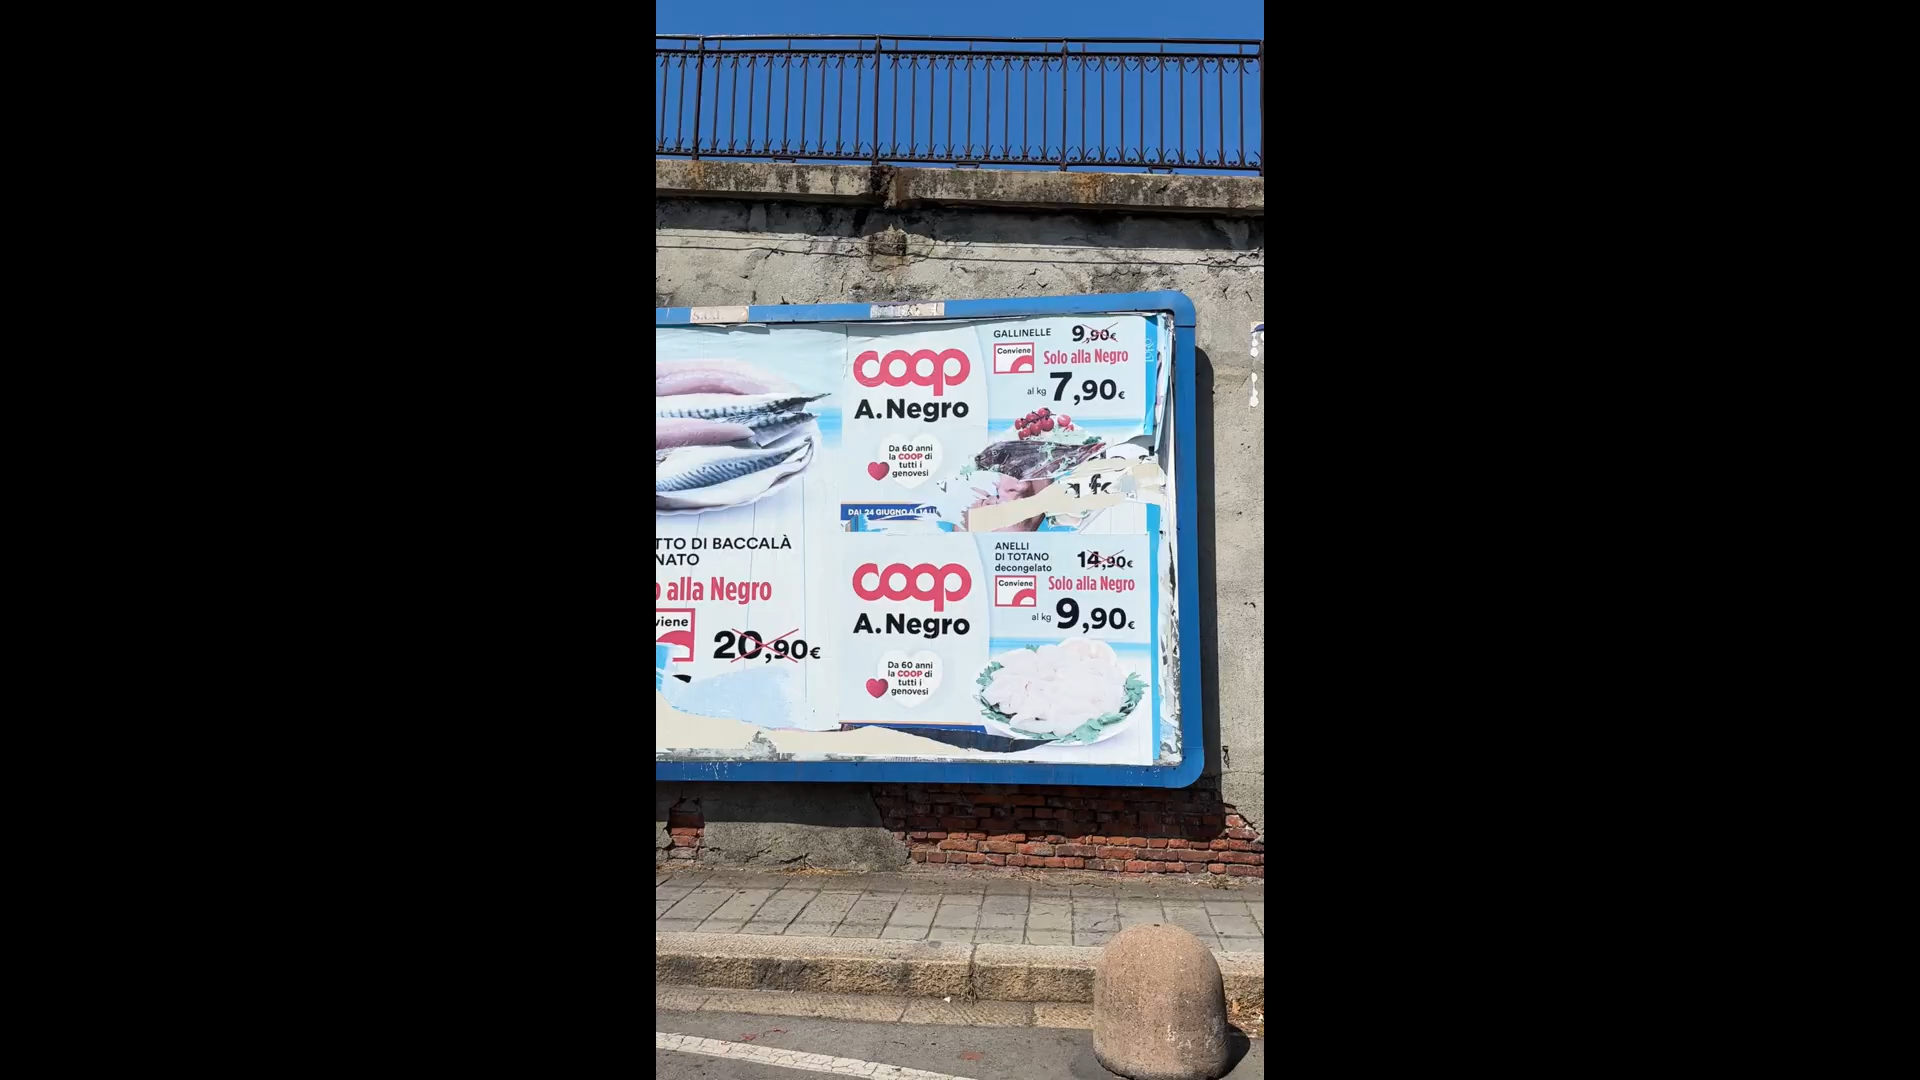 TTO DI BACCALÀ
NATO
alla Negro
viene
20,90€
coop
A.Negro
Da 60 anni
la COOP di
tutti i
genovesi
DAL 24 GIUGNO AL
GALLINELLE
9,90€
Conviene
Solo alla Negro
al kg 7,90€
coop
A.Negro
Da 60 anni
la COOP di
tutti i
genovesi
ANELLI
DI TOTANO
decongelato
14,90€
Conviene
Solo alla Negro
al kg 9,90€